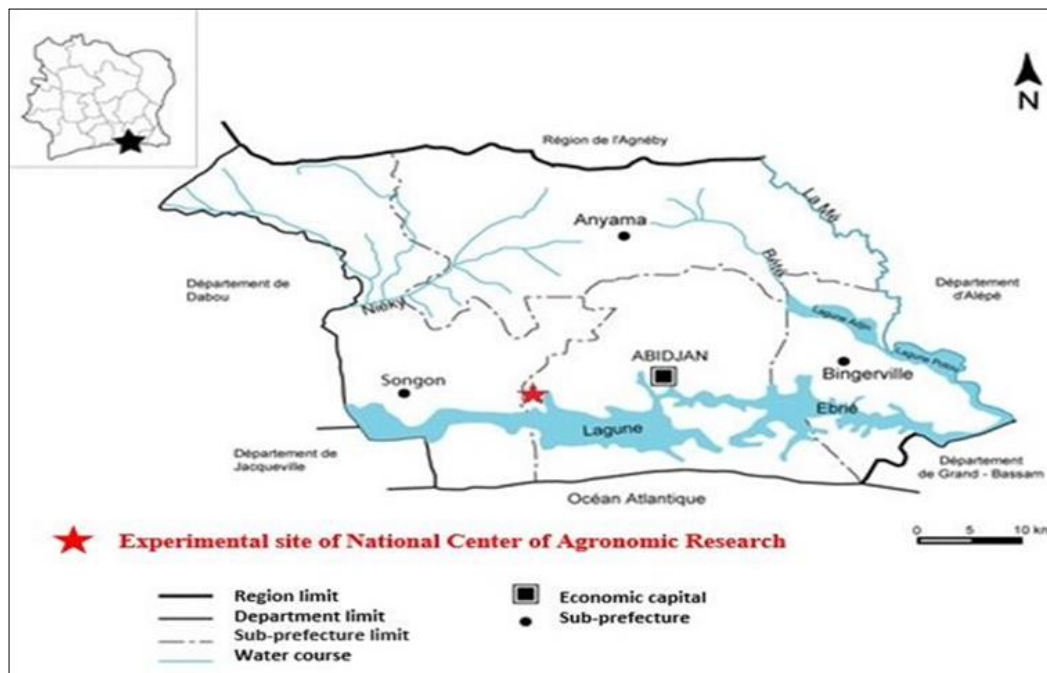 N
Région de l'Agnéby
La Mé
Anyama
Bété
Département de
Dabou
Département
d'Alépé
Niéky
Lagune Adjin
Lagune Potou
ABIDJAN
Songon
Bingerville
Ebrié
Lagune
Département de
Jacqueville
Département
de Grand - Bassam
Océan Atlantique
0 5 10 km
Experimental site of National Center of Agronomic Research
Region limit
Department limit
Sub-prefecture limit
Water course
Economic capital
Sub-prefecture